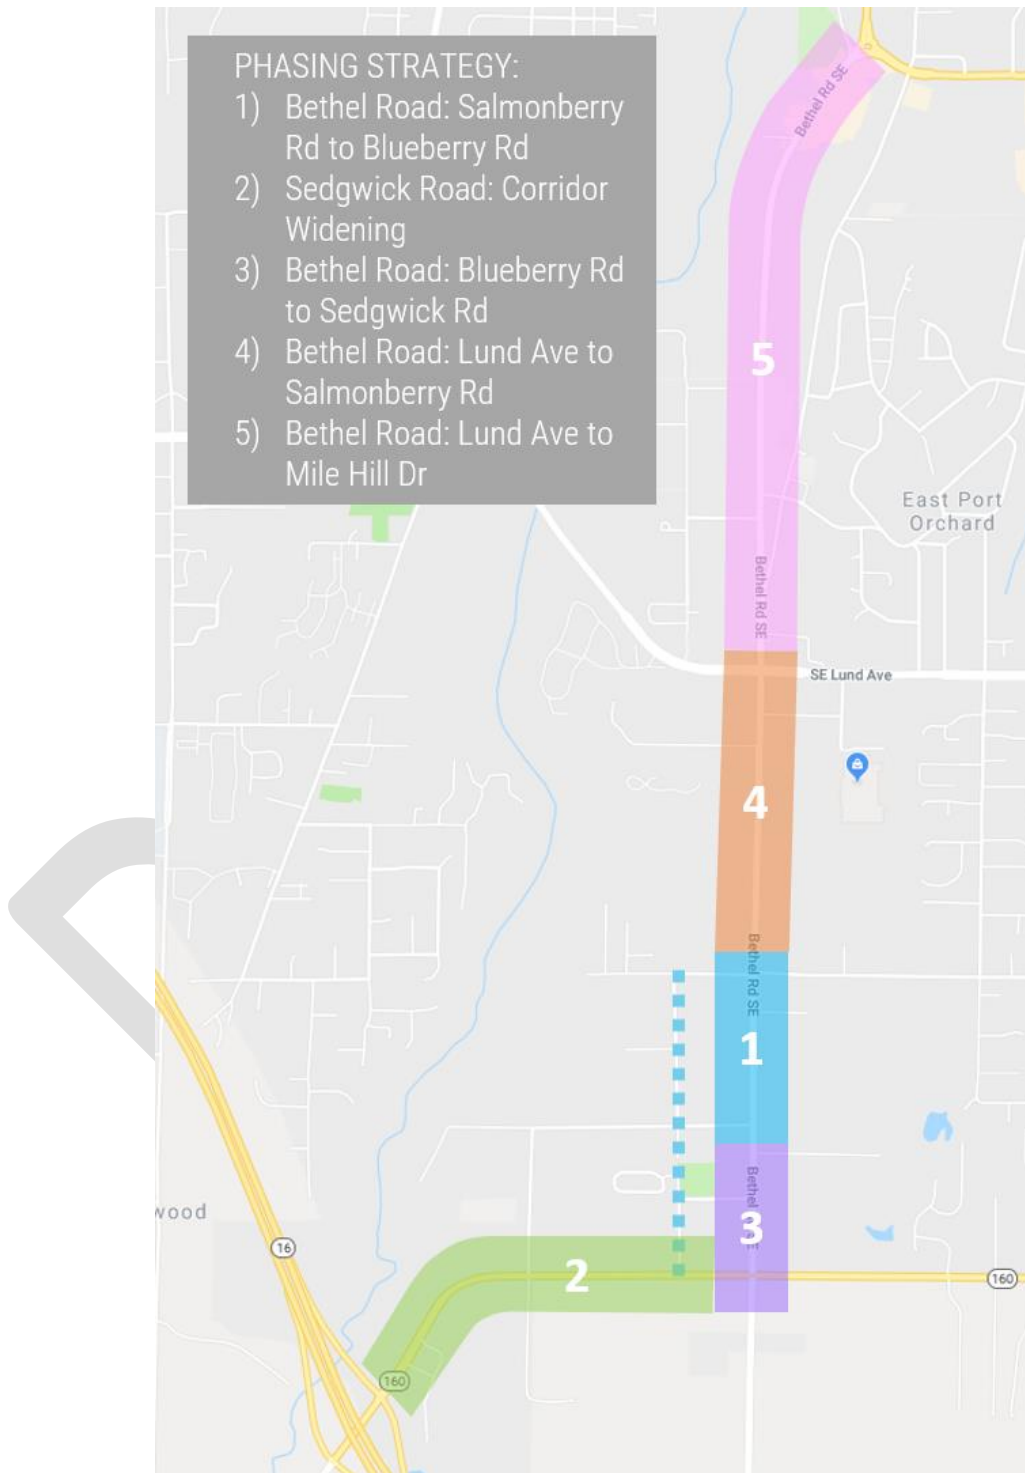 PHASING STRATEGY:
1) Bethel Road: Salmonberry
Rd to Blueberry Rd
2) Sedgwick Road: Corridor
Widening
3) Bethel Road: Blueberry Rd
to Sedgwick Rd
4) Bethel Road: Lund Ave to
Salmonberry Rd
5) Bethel Road: Lund Ave to
Mile Hill Dr
Bethel Rd SE
5
East Port
Orchard
Bethel Rd SE
SE Lund Ave
4
Bethel Rd SE
1
Bethel
SE
3
wood
16
2
160
160